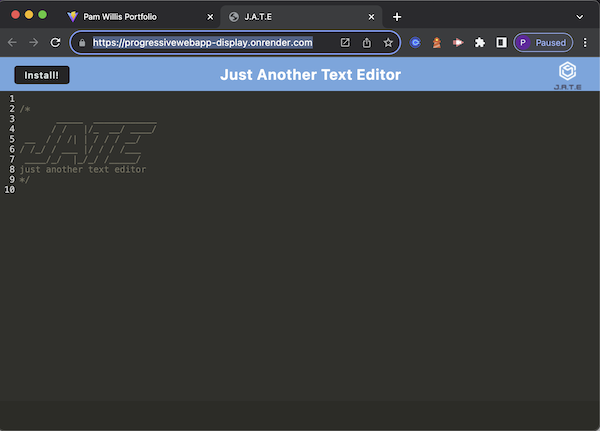 Pam Willis Portfolio
J.A.T.E
https://progressivewebapp-display.onrender.com
P Paused
Install!
Just Another Text Editor
J.A.T.E
1
2 /*
3
4
5
6
7
8 just another text editor
9 */
10
JATE